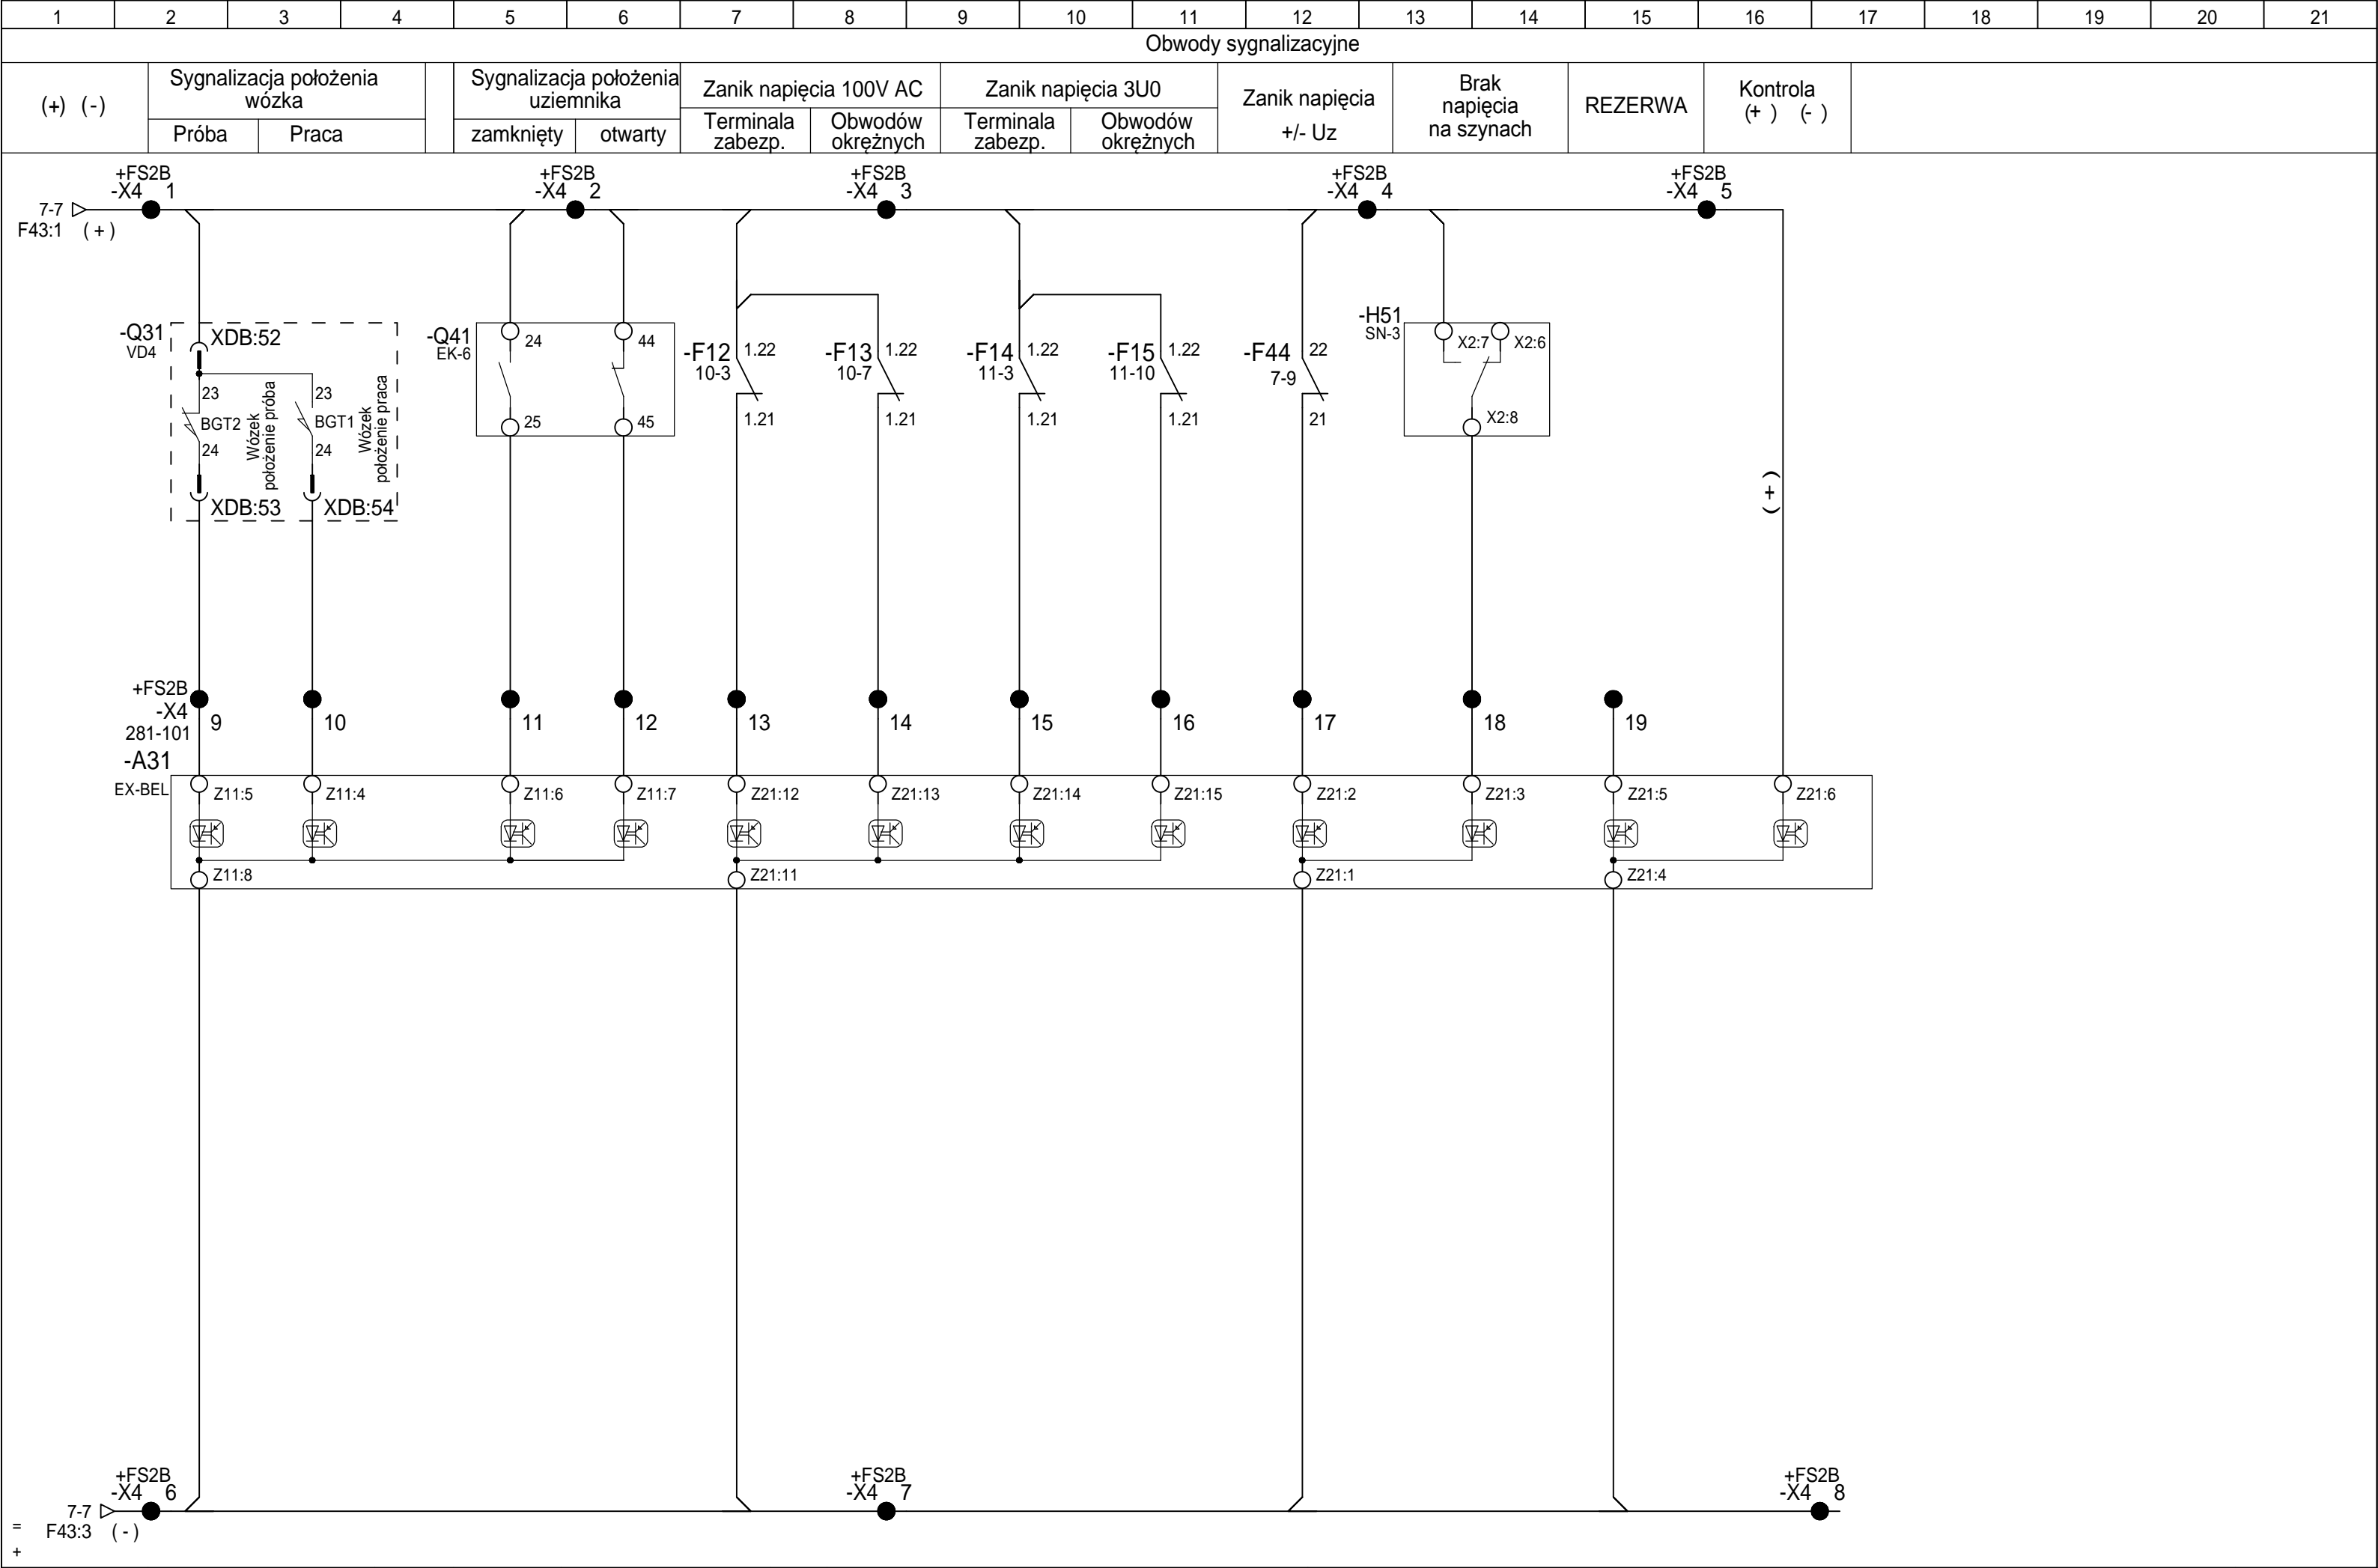 1 2 3 4 5 6 7 8 9 10 11 12 13 14 15 16 17 18 19 20 21
Obwody sygnalizacyjne
(+) (-)
Sygnalizacja położenia
wózka
Próba
Praca
Sygnalizacja położenia
uziemnika
zamknięty
otwarty
Zanik napięcia 100V AC
Terminala
zabezp.
Obwodów
okrężnych
Zanik napięcia 3U0
Terminala
zabezp.
Obwodów
okrężnych
Zanik napięcia
+/- Uz
Brak
napięcia
na szynach
REZERWA
Kontrola
(+ ) (- )
+FS2B
-X4 1
+FS2B
-X4 2
+FS2B
-X4 3
+FS2B
-X4 4
+FS2B
-X4 5
7-7
F43:1 ( + )
-Q31
VD4
XDB:52
23
BGT2
24
Wózek
położenie próba
23
BGT1
24
Wózek
położenie praca
XDB:53
XDB:54
-Q41
EK-6
24
44
25
45
-F12
10-3
1.22
1.21
-F13
10-7
1.22
1.21
-F14
11-3
1.22
1.21
-F15
11-10
1.22
1.21
-F44
7-9
22
21
-H51
SN-3
X2:7
X2:6
X2:8
( + )
+FS2B
-X4
281-101
9 10 11 12 13 14 15 16 17 18 19
-A31
EX-BEL
Z11:5 Z11:4 Z11:6 Z11:7 Z21:12 Z21:13 Z21:14 Z21:15 Z21:2 Z21:3 Z21:5 Z21:6
Z11:8 Z21:11 Z21:1 Z21:4
+FS2B
-X4 6
+FS2B
-X4 7
+FS2B
-X4 8
7-7
F43:3 ( - )
=
+